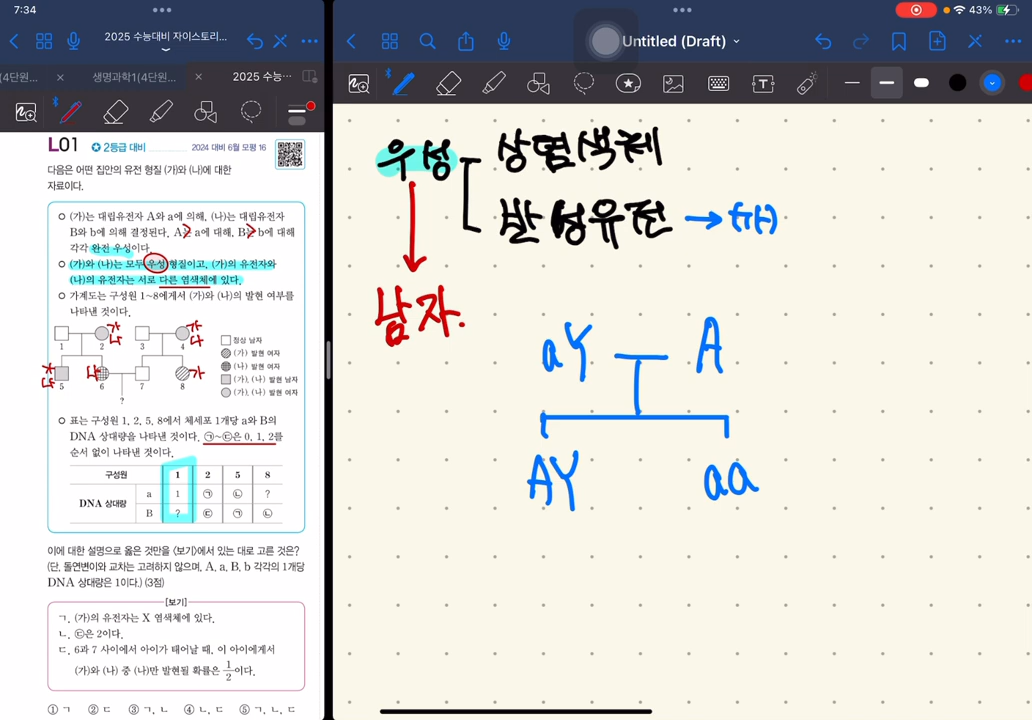 7:34
43%
2025 수능대비 자이스토리...
Untitled (Draft)
(4단원...
생명과학1(4단원...
2025 수능...
L01 2등급 대비 2024 대비 6월 모평 16
다음은 어떤 집안의 유전 형질 (가)와 (나)에 대한
자료이다.
(가)는 대립유전자 A와 a에 의해, (나)는 대립유전자
B와 b에 의해 결정된다. A는 a에 대해, B는 b에 대해
각각 완전 우성이다.
(가)와 (나)는 모두 우성 형질이고, (가)의 유전자와
(나)의 유전자는 서로 다른 염색체에 있다.
가계도는 구성원 1~8에게서 (가)와 (나)의 발현 여부를
나타낸 것이다.
가 나
가 나
1 2 3 4
나
가
5 6 7 8
?
정상 남자
(가) 발현 여자
(나) 발현 여자
(가), (나) 발현 남자
(가), (나) 발현 여자
표는 구성원 1, 2, 5, 8에서 체세포 1개당 a와 B의
DNA 상대량을 나타낸 것이다. ㉠~㉢은 0, 1, 2를
순서 없이 나타낸 것이다.
구성원 1 2 5 8
DNA 상대량
a 1 ㉠ ㉡ ?
B ? ㉢ ㉠ ㉡
이에 대한 설명으로 옳은 것만을 <보기>에서 있는 대로 고른 것은?
(단, 돌연변이와 교차는 고려하지 않으며, A, a, B, b 각각의 1개당
DNA 상대량은 1이다.) (3점)
[보기]
ㄱ. (가)의 유전자는 X 염색체에 있다.
ㄴ. ㉢은 2이다.
ㄷ. 6과 7 사이에서 아이가 태어날 때, 이 아이에게서
(가)와 (나) 중 (나)만 발현될 확률은 1/2이다.
① ㄱ ② ㄷ ③ ㄱ, ㄴ ④ ㄴ, ㄷ ⑤ ㄱ, ㄴ, ㄷ
우성 상염색체
반성유전 → (가)
남자.
aY A
AY aa